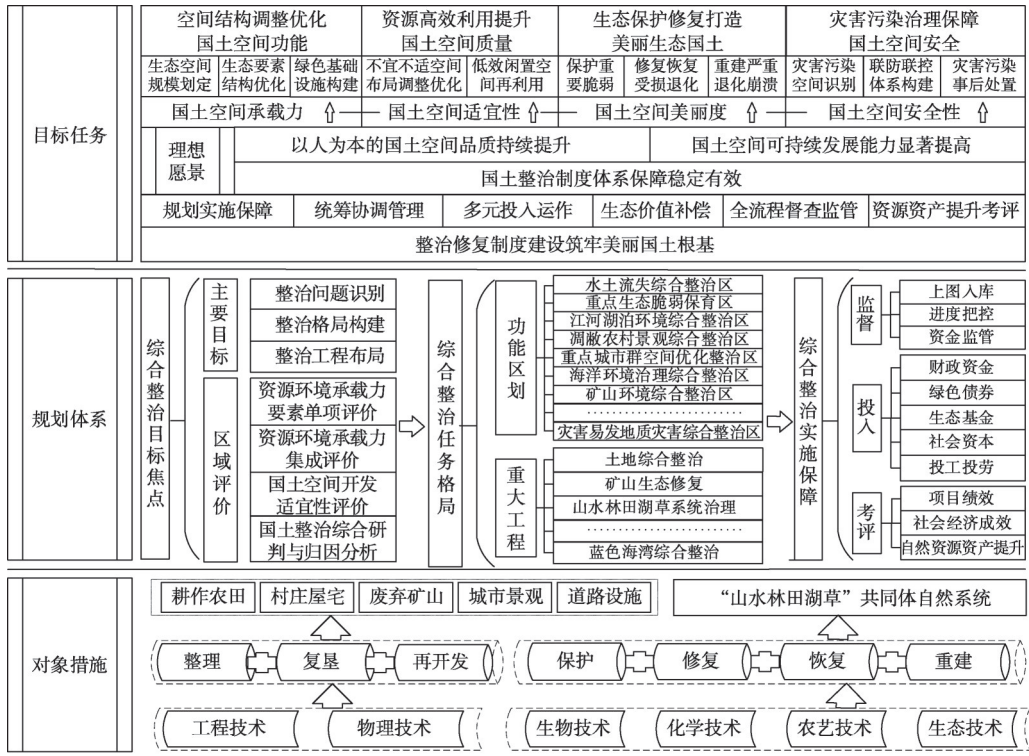 目标任务
空间结构调整优化
国土空间功能
资源高效利用提升
国土空间质量
生态保护修复打造
美丽生态国土
灾害污染治理保障
国土空间安全
生态空间
规模划定
生态要素
结构优化
绿色基础
设施构建
不宜不适空间
布局调整优化
低效闲置空
间再利用
保护重
要脆弱
修复恢复
受损退化
重建严重
退化崩溃
灾害污染
空间识别
联防联控
体系构建
灾害污染
事后处置
国土空间承载力
国土空间适宜性
国土空间美丽度
国土空间安全性
理想
愿景
以人为本的国土空间品质持续提升
国土空间可持续发展能力显著提高
国土整治制度体系保障稳定有效
规划实施保障
统筹协调管理
多元投入运作
生态价值补偿
全流程督查监管
资源资产提升考评
整治修复制度建设筑牢美丽国土根基
规划体系
综合整治目标焦点
主要目标
整治问题识别
整治格局构建
整治工程布局
区域评价
资源环境承载力
要素单项评价
资源环境承载力
集成评价
国土空间开发
适宜性评价
国土整治综合研
判与归因分析
综合整治任务格局
功能区划
水土流失综合整治区
重点生态脆弱保育区
江河湖泊环境综合整治区
凋敝农村景观综合整治区
重点城市群空间优化整治区
海洋环境治理综合整治区
矿山环境综合整治区
……………………
灾害易发地质灾害综合整治区
重大工程
土地综合整治
矿山生态修复
山水林田湖草系统治理
……………………
蓝色海湾综合整治
综合整治实施保障
监督
上图入库
进度把控
资金监管
投入
财政资金
绿色债券
生态基金
社会资本
投工投劳
考评
项目绩效
社会经济成效
自然资源资产提升
对象措施
耕作农田
村庄屋宅
废弃矿山
城市景观
道路设施
“山水林田湖草”共同体自然系统
整理
复垦
再开发
保护
修复
恢复
重建
工程技术
物理技术
生物技术
化学技术
农艺技术
生态技术